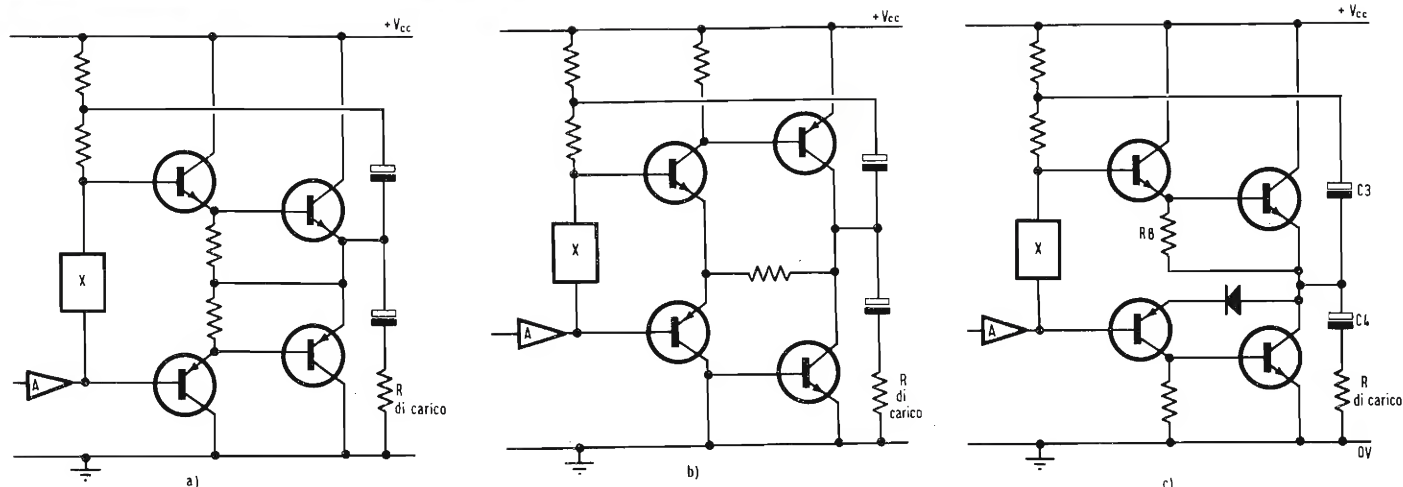 + Vcc
X
A
R
di carico
a)
+ Vcc
X
A
R
di
carico
b)
+ Vcc
R8
X
A
C3
C4
R
di carico
0V
c)